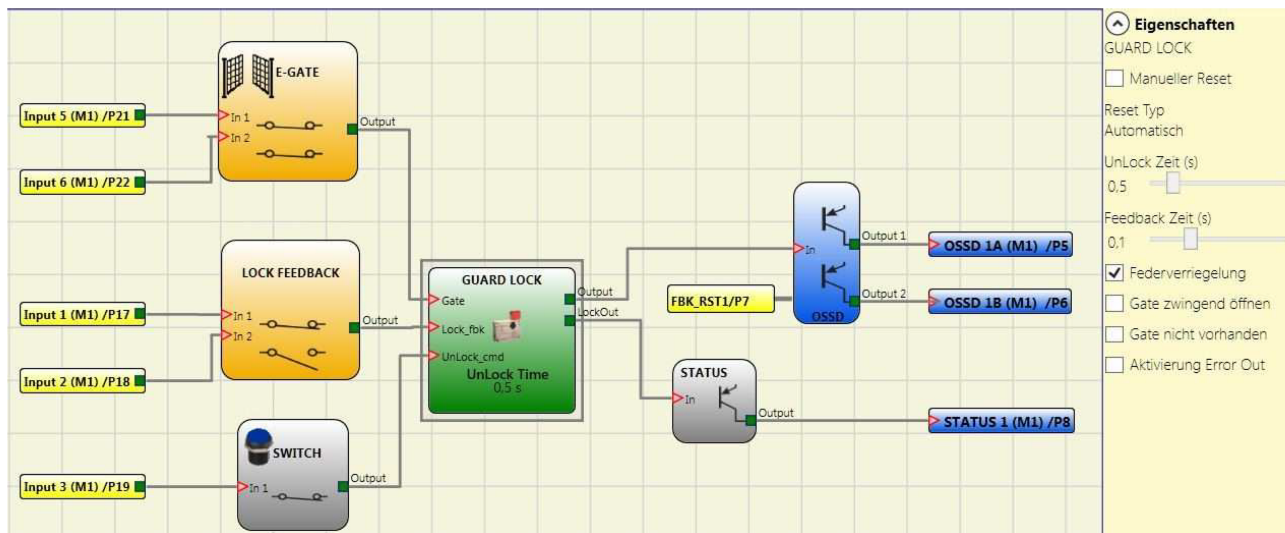 E-GATE
Input 5 (M1) /P21
In 1
In 2
Output
Input 6 (M1) /P22
LOCK FEEDBACK
Input 1 (M1) /P17
In 1
In 2
Output
Input 2 (M1) /P18
SWITCH
Input 3 (M1) /P19
In 1
Output
GUARD LOCK
Gate
Lock_fbk
UnLock_cmd
UnLock Time
0,5 s
Output
LockOut
FBK_RST1/P7
In
Output 1
Output 2
OSSD
OSSD 1A (M1) /P5
OSSD 1B (M1) /P6
STATUS
In
Output
STATUS 1 (M1) /P8
Eigenschaften
GUARD LOCK
Manueller Reset
Reset Typ
Automatisch
UnLock Zeit (s)
0,5
Feedback Zeit (s)
0,1
Federverriegelung
Gate zwingend öffnen
Gate nicht vorhanden
Aktivierung Error Out